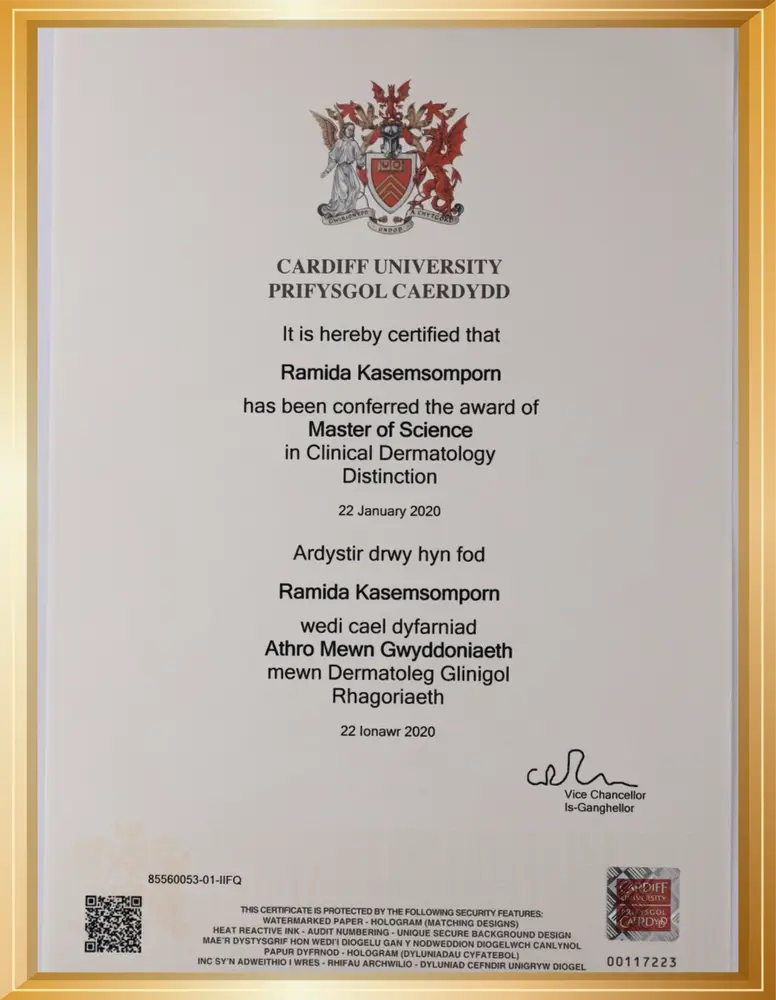 GWIRIONEDD UNDOD A CHYTGORD
CARDIFF UNIVERSITY
PRIFYSGOL CAERDYDD
It is hereby certified that
Ramida Kasemsomporn
has been conferred the award of
Master of Science
in Clinical Dermatology
Distinction
22 January 2020
Ardystir drwy hyn fod
Ramida Kasemsomporn
wedi cael dyfarniad
Athro Mewn Gwyddoniaeth
mewn Dermatoleg Glinigol
Rhagoriaeth
22 Ionawr 2020
Vice Chancellor
Is-Ganghellor
85560053-01-IIFQ
THIS CERTIFICATE IS PROTECTED BY THE FOLLOWING SECURITY FEATURES:
WATERMARKED PAPER - HOLOGRAM (MATCHING DESIGNS)
HEAT REACTIVE INK - AUDIT NUMBERING - UNIQUE SECURE BACKGROUND DESIGN
MAE'R DYSTYSGRIF HON WEDI'I DIOGELU GAN Y NODWEDDION DIOGELWCH CANLYNOL
PAPUR DYFRNOD - HOLOGRAM (DYLUNIADAU CYFATEBOL)
INC SY'N ADWEITHIO I WRES - RHIFAU ARCHWILIO - DYLUNIAD CEFNDIR UNIGRYW DIOGEL
CARDIFF
UNIVERSITY
PRIFYSGOL
CAERDYDD
00117223